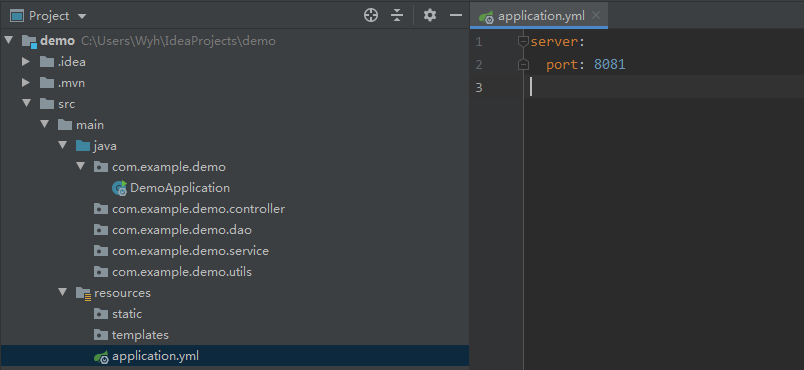 Project
demo C:\Users\Wyh\IdeaProjects\demo
.idea
.mvn
src
main
java
com.example.demo
DemoApplication
com.example.demo.controller
com.example.demo.dao
com.example.demo.service
com.example.demo.utils
resources
static
templates
application.yml
application.yml
1 server:
2 port: 8081
3